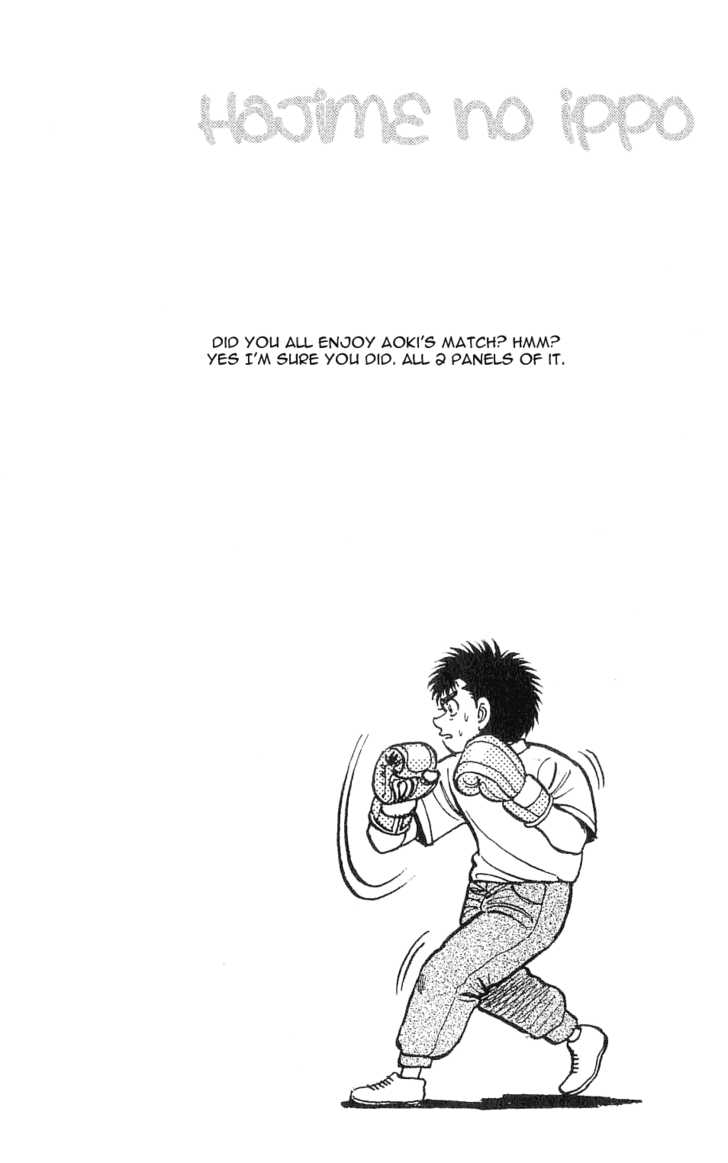 Hajime no ippo
DID YOU ALL ENJOY AOKI'S MATCH? HMM?
YES I'M SURE YOU DID. ALL 2 PANELS OF IT.